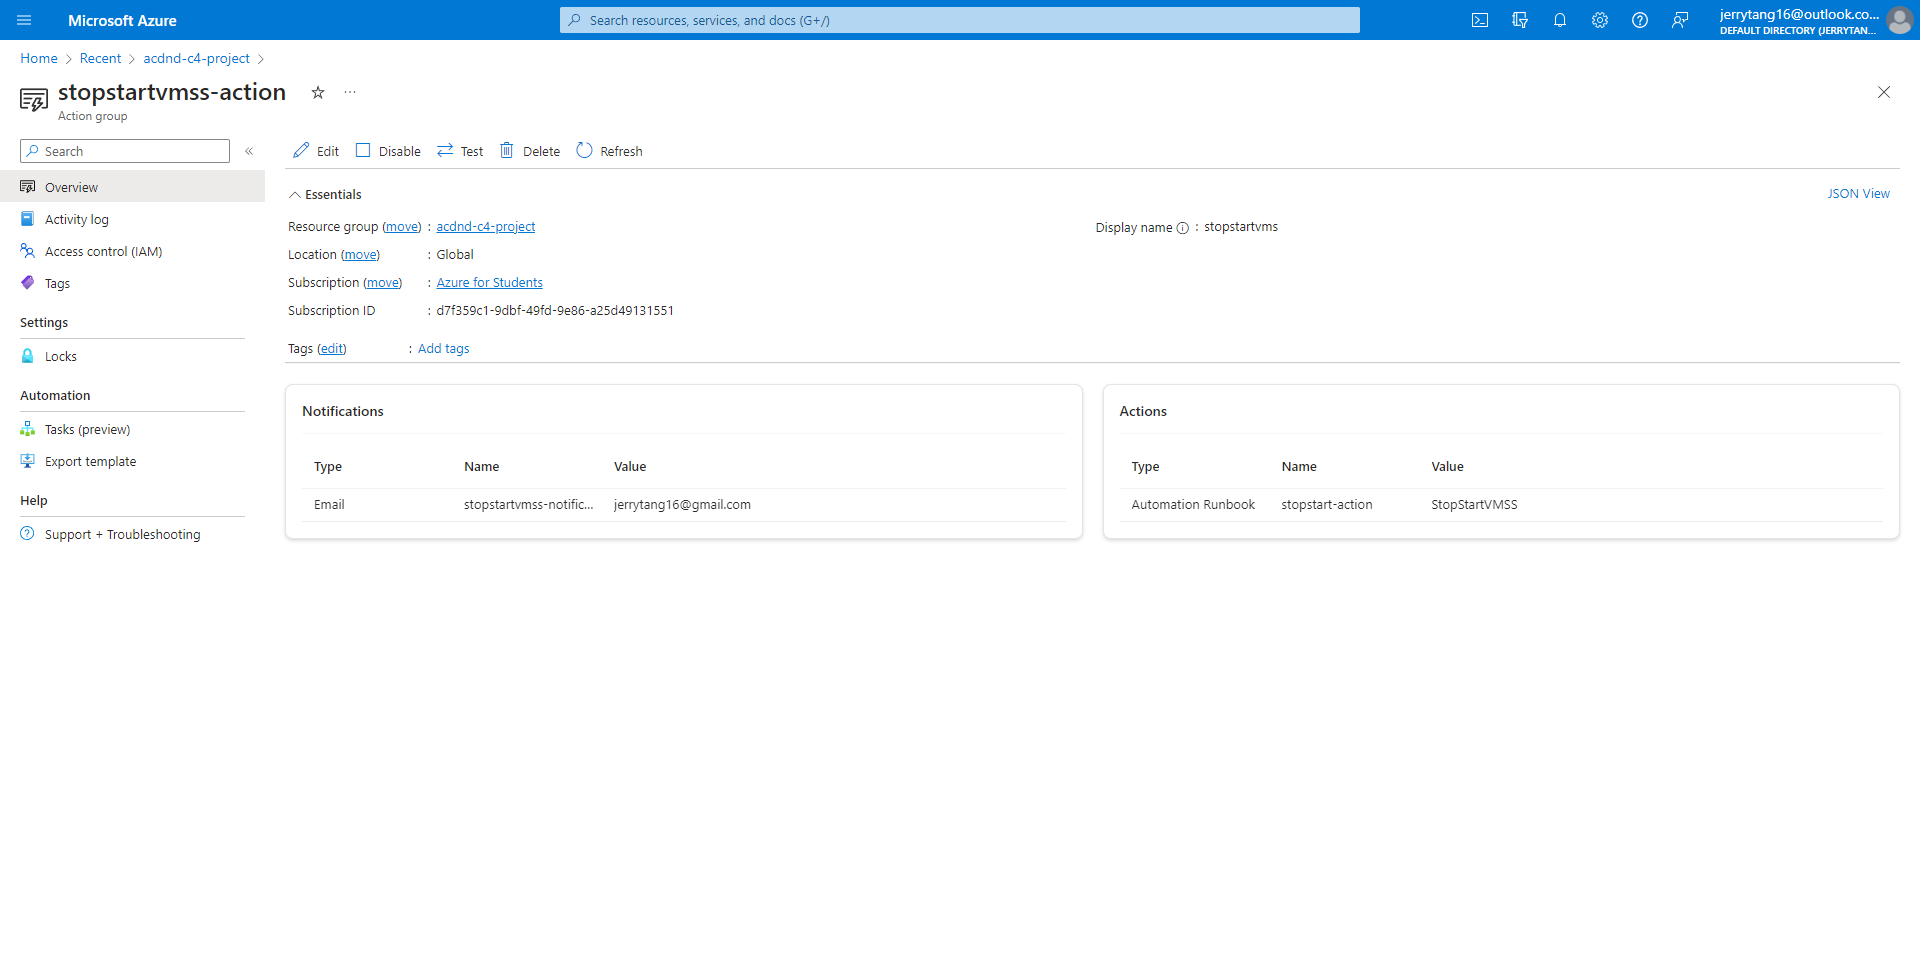 Microsoft Azure
Search resources, services, and docs (G+/)
jerrytang16@outlook.co...
DEFAULT DIRECTORY (JERRYTAN...
Home > Recent > acdnd-c4-project >
stopstartvmss-action
...
Action group
Search
«
Edit Disable Test Delete Refresh
Overview
Activity log
Access control (IAM)
Tags
Settings
Locks
Automation
Tasks (preview)
Export template
Help
Support + Troubleshooting
Essentials
JSON View
Resource group (move) : acdnd-c4-project
Display name : stopstartvms
Location (move) : Global
Subscription (move) : Azure for Students
Subscription ID : d7f359c1-9dbf-49fd-9e86-a25d49131551
Tags (edit) : Add tags
Notifications
Type Name Value
Email stopstartvmss-notific... jerrytang16@gmail.com
Actions
Type Name Value
Automation Runbook stopstart-action StopStartVMSS